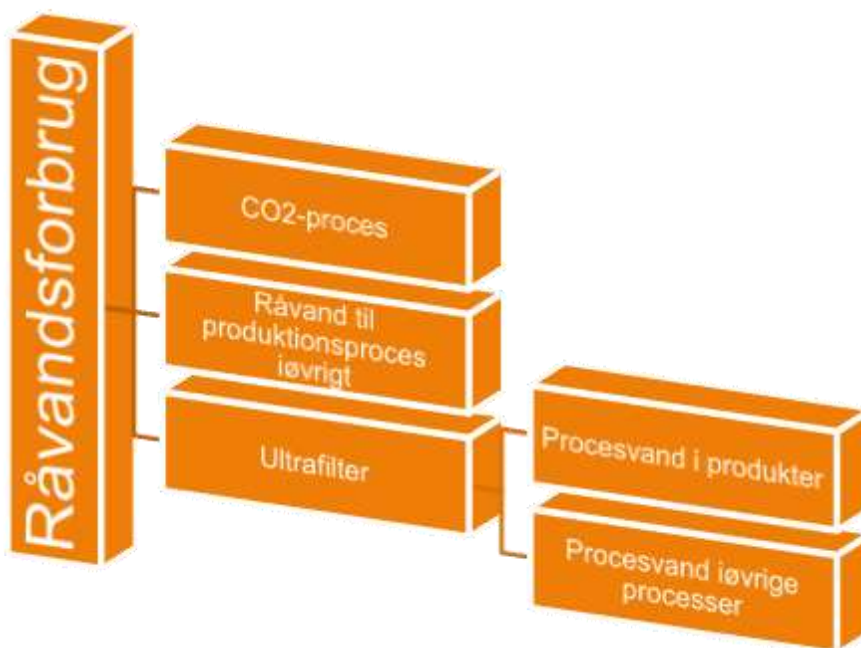 Råvandsforbrug
CO2-proces
Råvand til
produktionsproces
iøvrigt
Ultrafilter
Procesvand i produkter
Procesvand iøvrige
processer